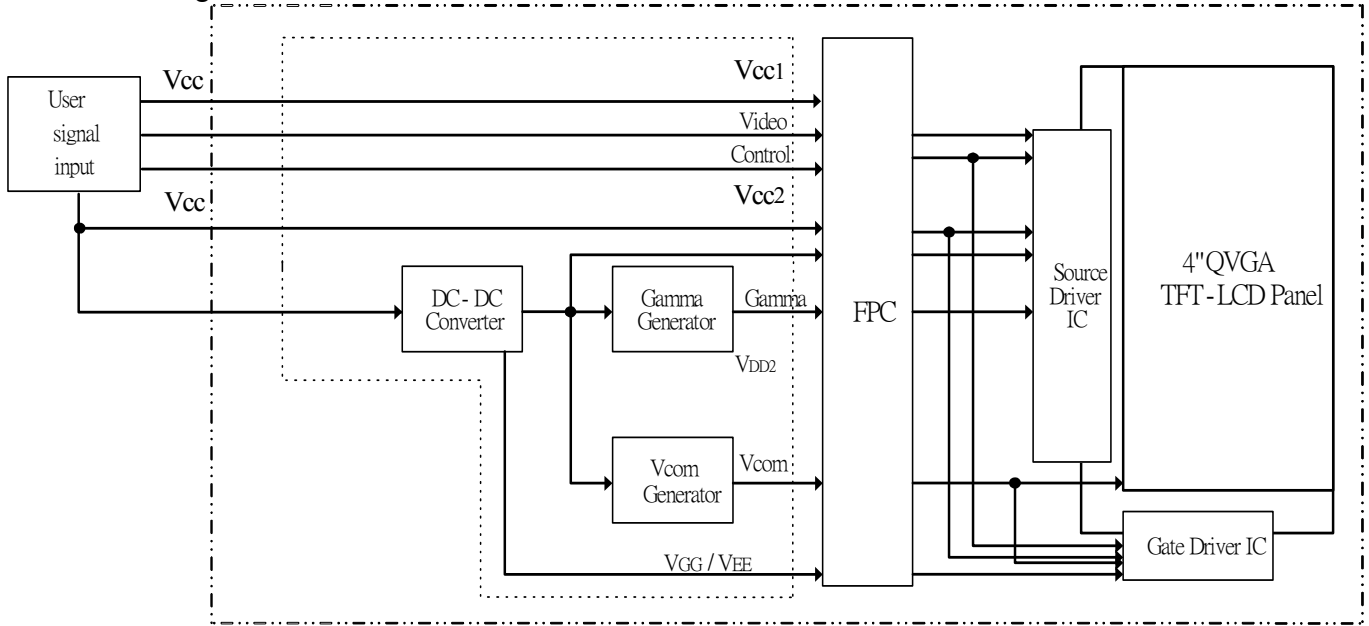 Vcc
Vcc1
User
signal
input
Video
Control
Vcc
Vcc2
DC - DC
Converter
Gamma
Generator
Gamma
VDD2
FPC
Source
Driver
IC
4"QVGA
TFT - LCD Panel
Vcom
Generator
Vcom
VGG / VEE
Gate Driver IC